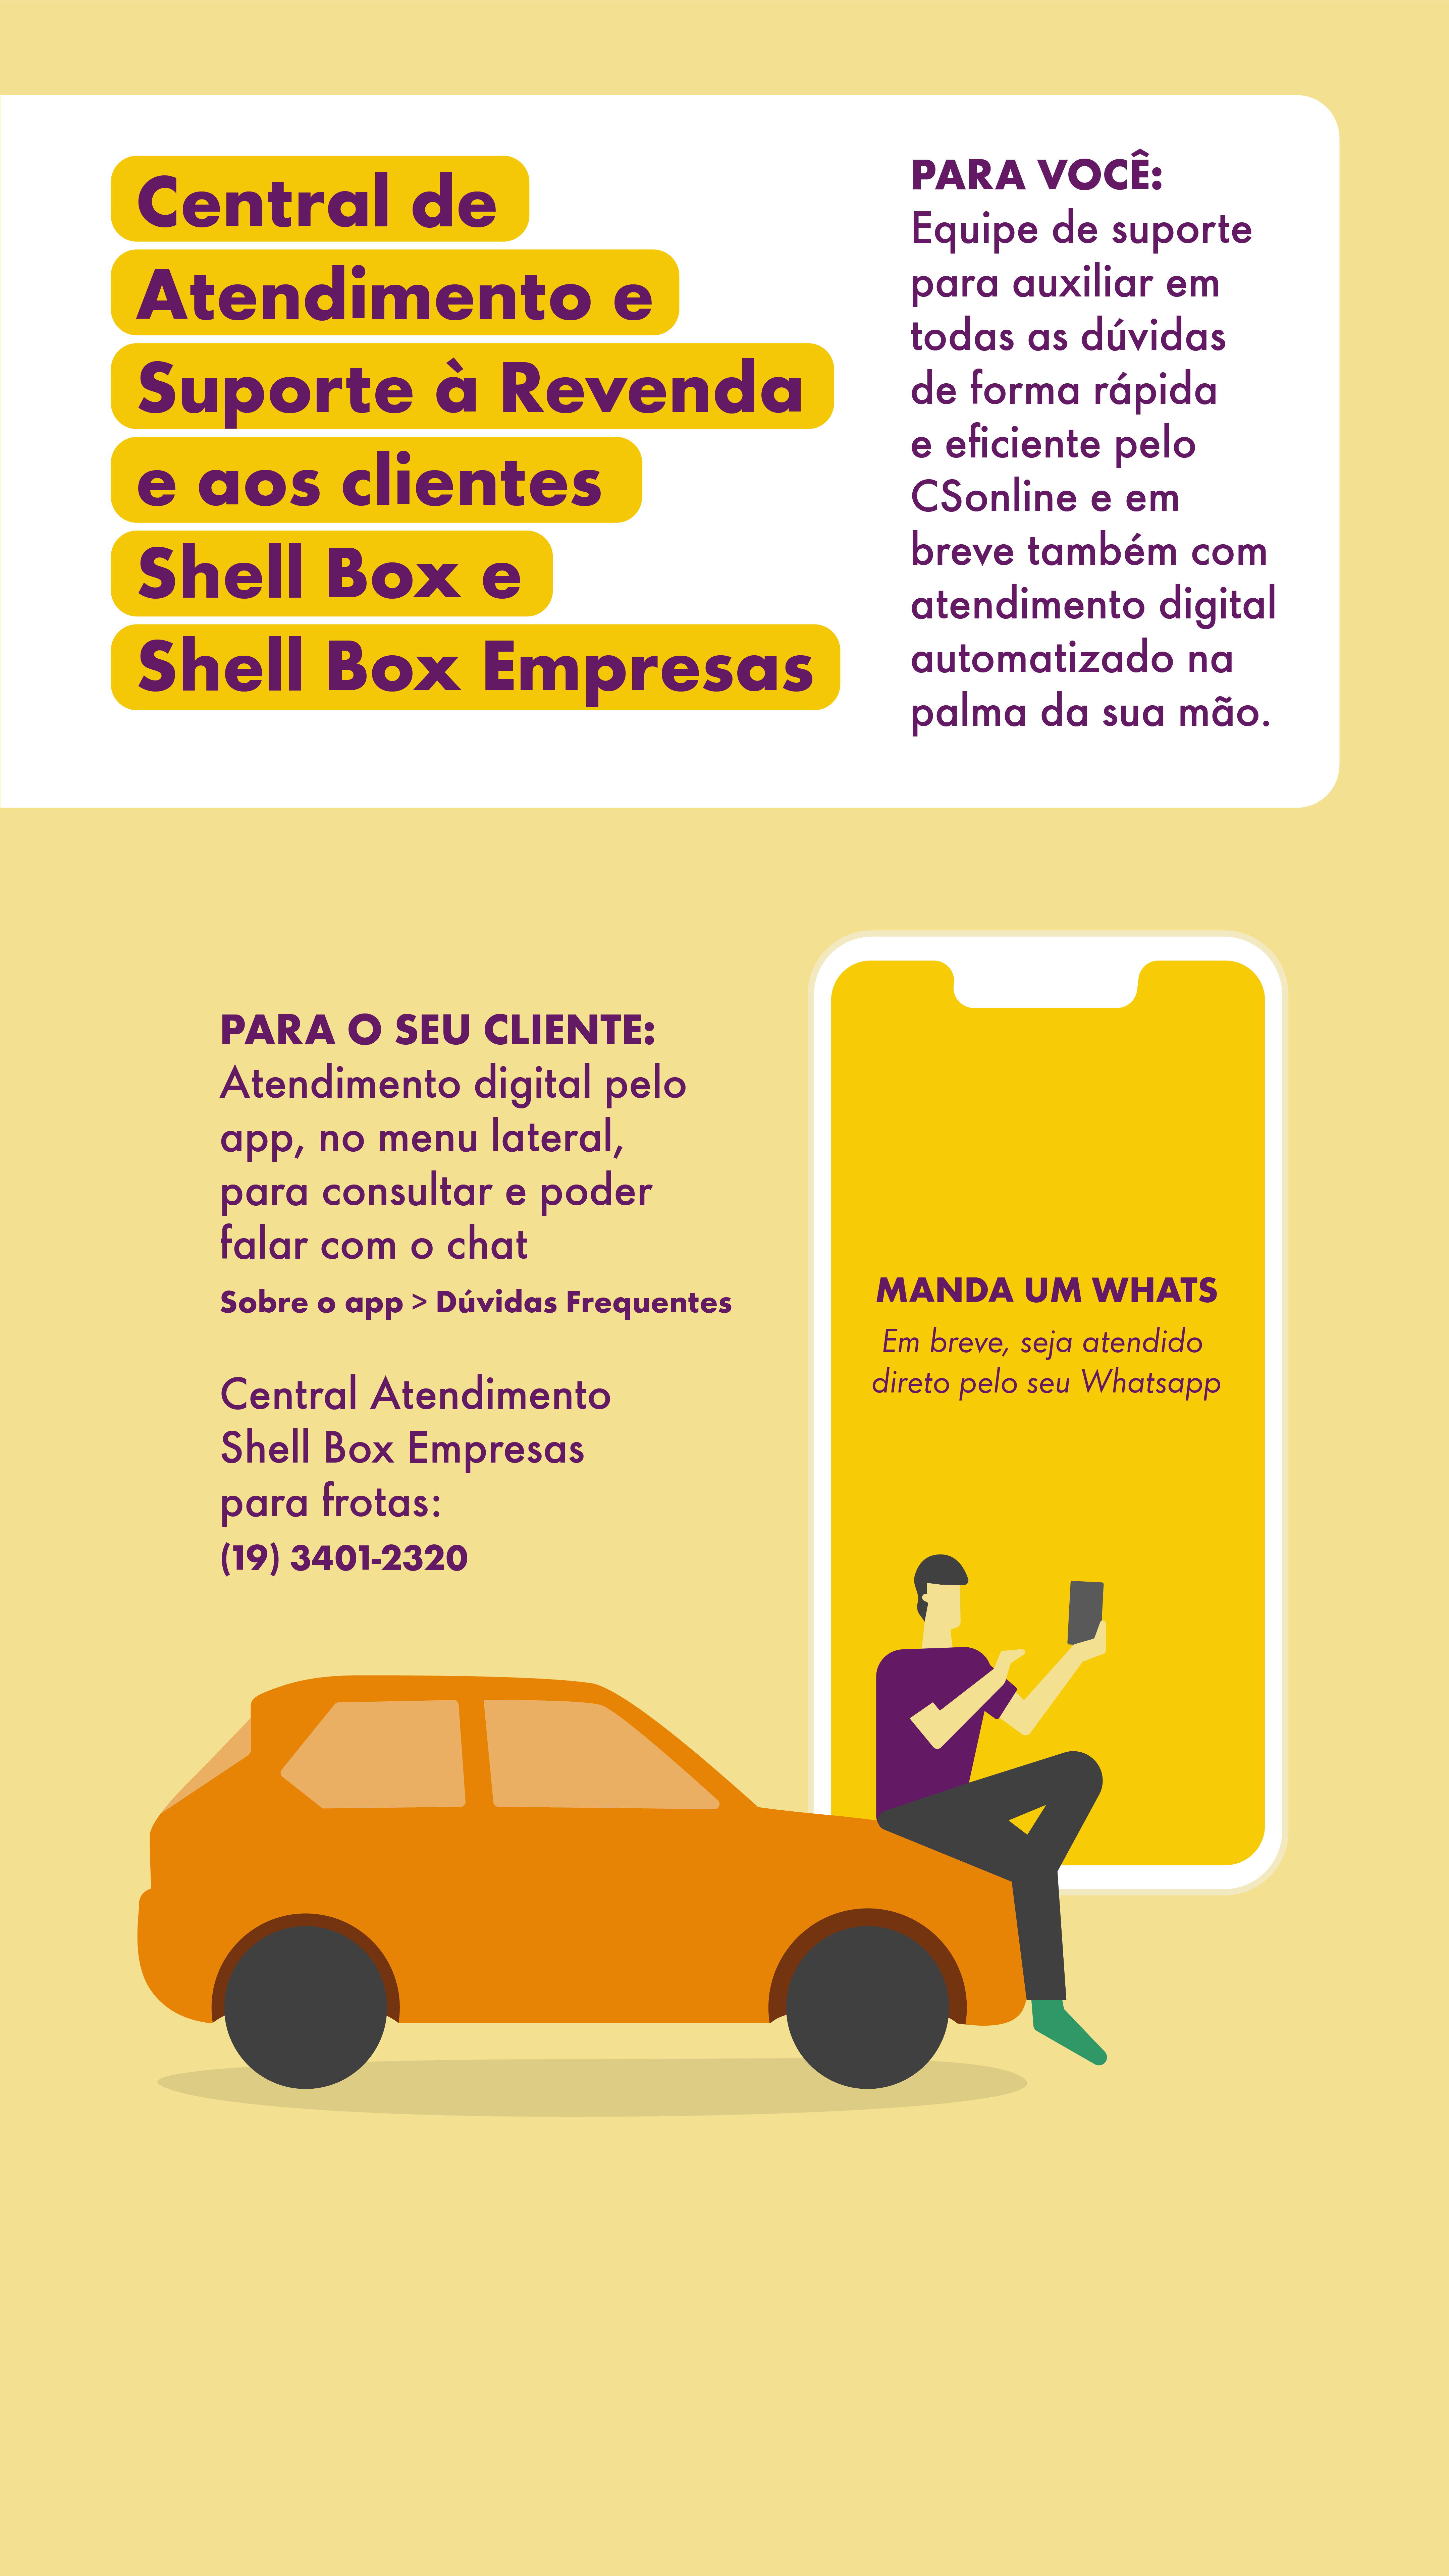 Central de
Atendimento e
Suporte à Revenda
e aos clientes
Shell Box e
Shell Box Empresas
PARA VOCÊ:
Equipe de suporte
para auxiliar em
todas as dúvidas
de forma rápida
e eficiente pelo
CSonline e em
breve também com
atendimento digital
automatizado na
palma da sua mão.
PARA O SEU CLIENTE:
Atendimento digital pelo
app, no menu lateral,
para consultar e poder
falar com o chat
Sobre o app > Dúvidas Frequentes
Central Atendimento
Shell Box Empresas
para frotas:
(19) 3401-2320
MANDA UM WHATS
Em breve, seja atendido
direto pelo seu Whatsapp